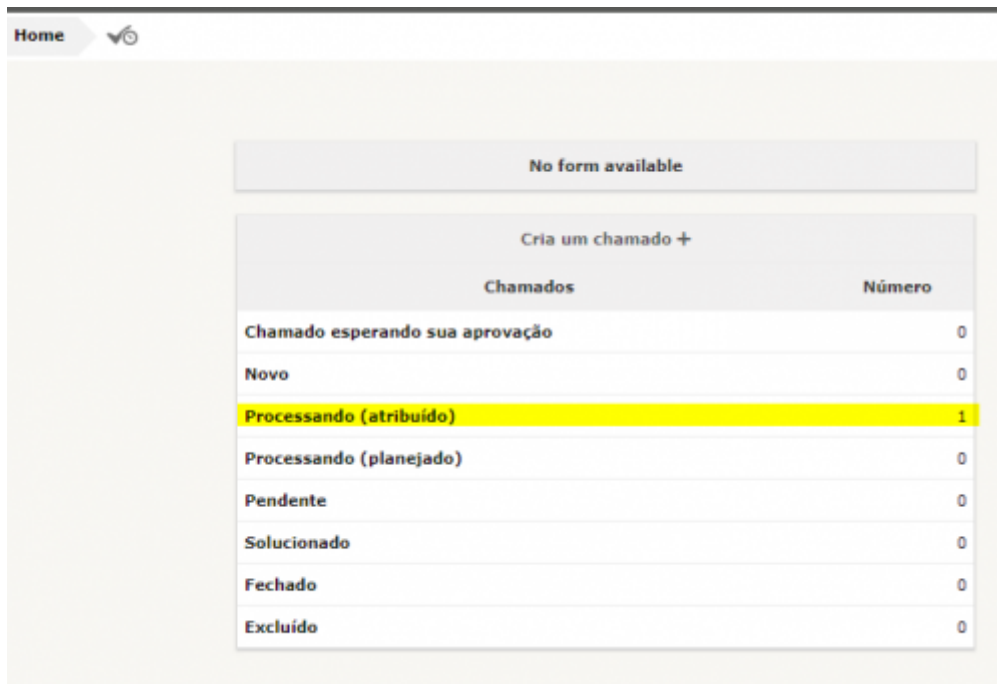 Home
No form available
Cria um chamado +
Chamados Número
Chamado esperando sua aprovação 0
Novo 0
Processando (atribuído) 1
Processando (planejado) 0
Pendente 0
Solucionado 0
Fechado 0
Excluído 0